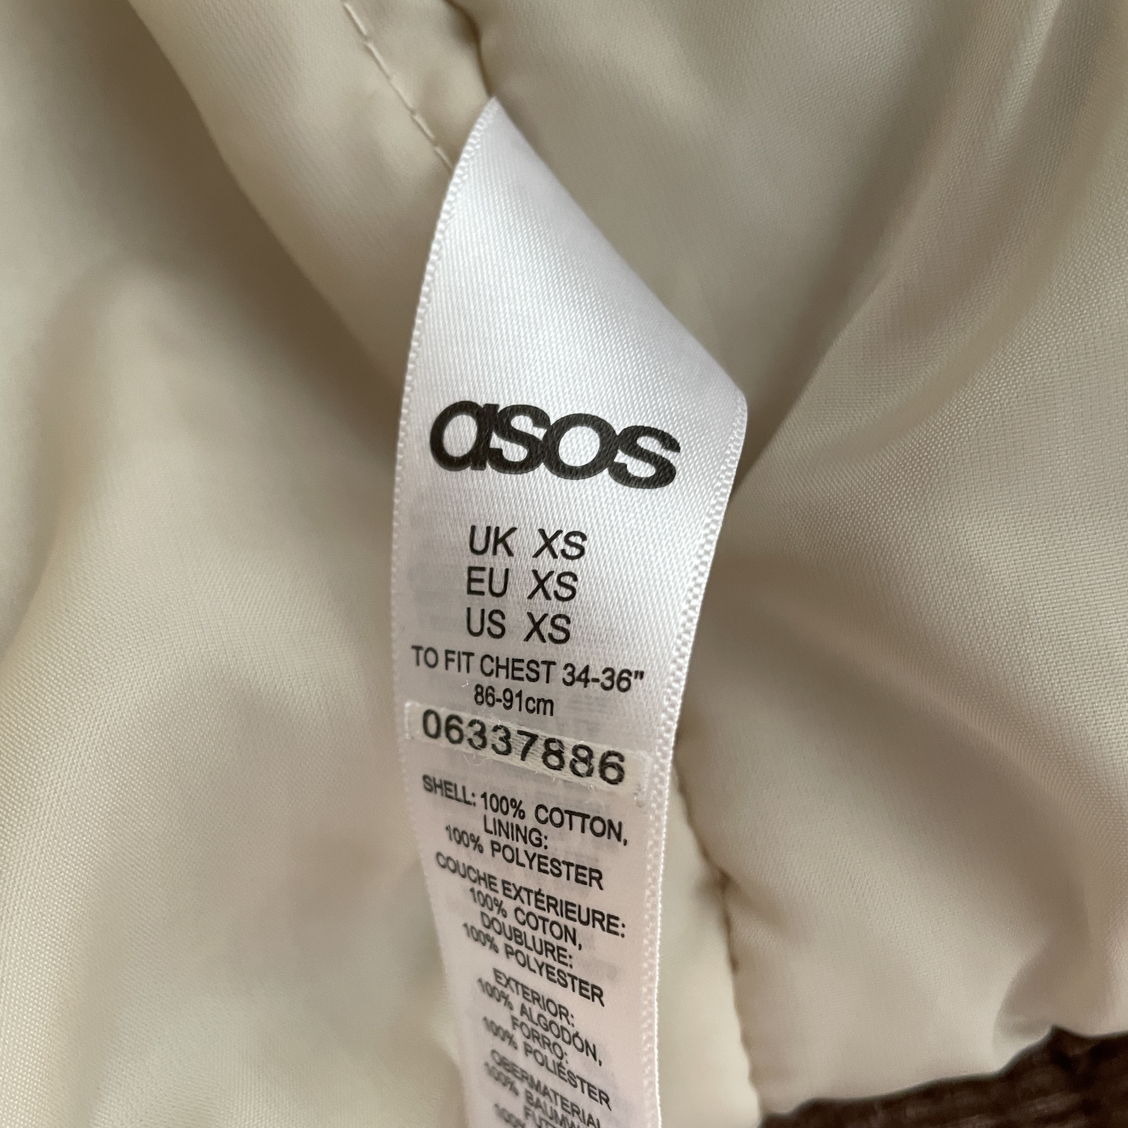 asos
UK XS
EU XS
US XS
TO FIT CHEST 34-36"
86-91cm
06337886
SHELL: 100% COTTON,
LINING:
100% POLYESTER
COUCHE EXTÉRIEURE:
100% COTON,
DOUBLURE:
100% POLYESTER
EXTERIOR:
100% ALGODÓN,
FORRO:
100% POLIÉSTER
OBERMATERIAL
100%